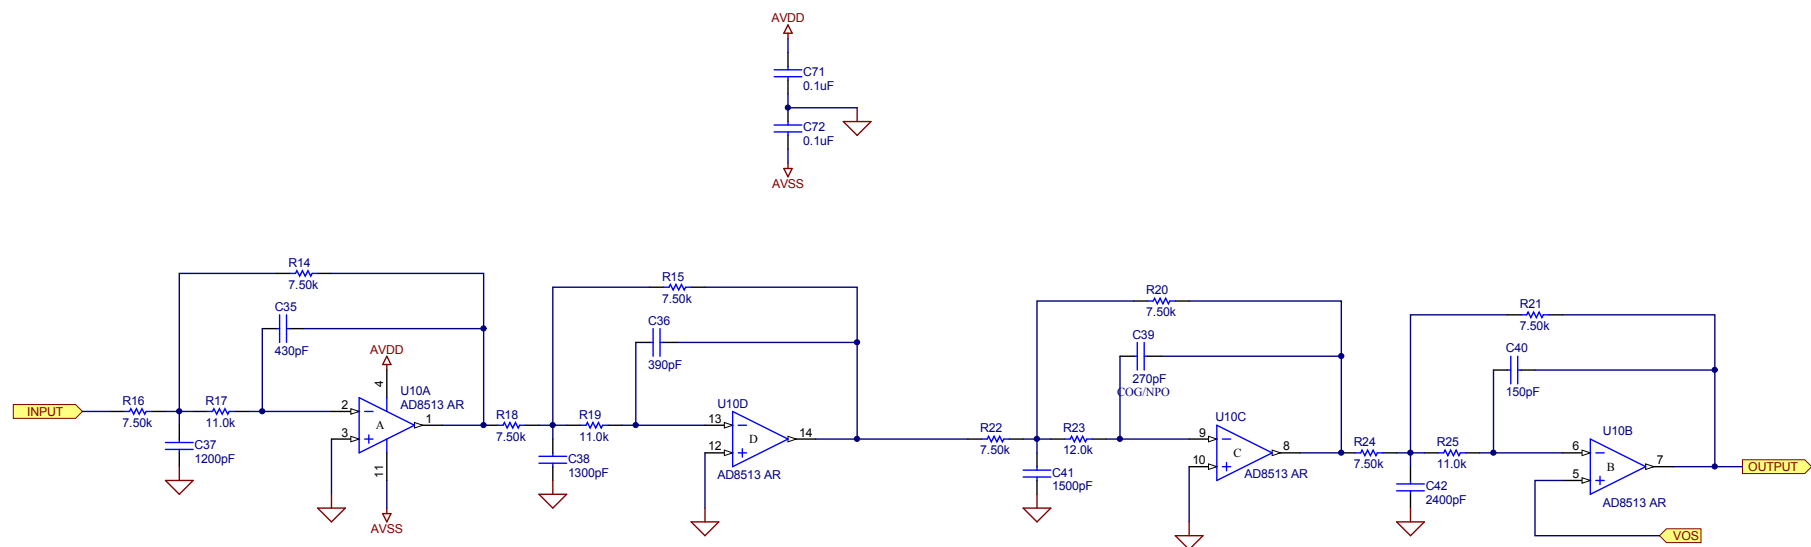 AVDD
C71
0.1uF
C72
0.1uF
AVSS
R14
7.50k
C35
430pF
AVDD
4
U10A
AD8513 AR
INPUT
R16
7.50k
R17
11.0k
2
3
A
1
11
AVSS
C37
1200pF
R15
7.50k
C36
390pF
U10D
R18
7.50k
R19
11.0k
13
12
D
14
AD8513 AR
C38
1300pF
R20
7.50k
C39
270pF
COG/NPO
U10C
R22
7.50k
R23
12.0k
9
10
C
8
AD8513 AR
C41
1500pF
R21
7.50k
C40
150pF
U10B
R24
7.50k
R25
11.0k
6
5
B
7
AD8513 AR
C42
2400pF
OUTPUT
VOS